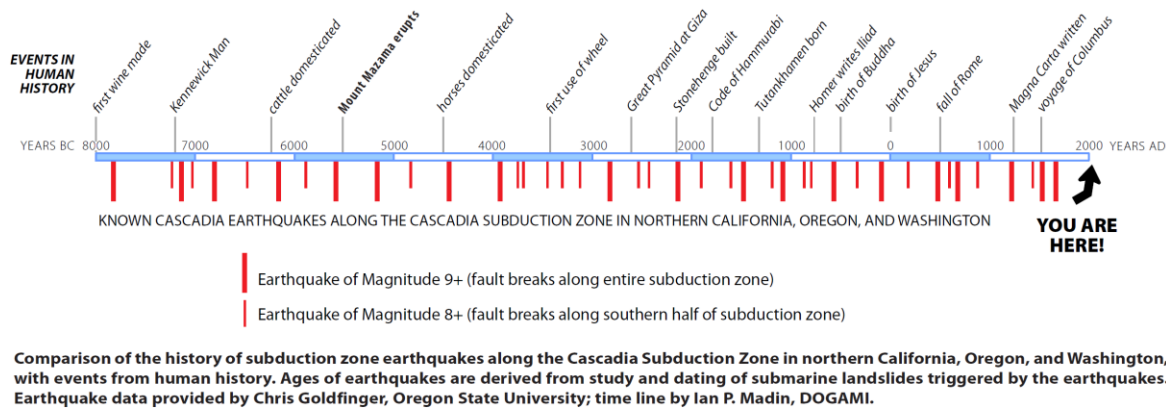 EVENTS IN
HUMAN
HISTORY
first wine made
Kennewick Man
cattle domesticated
Mount Mazama erupts
horses domesticated
first use of wheel
Great Pyramid at Giza
Stonehenge built
Code of Hammurabi
Tutankhamen born
Homer writes Iliad
birth of Buddha
birth of Jesus
fall of Rome
Magna Carta written
voyage of Columbus
YEARS BC 8000 7000 6000 5000 4000 3000 2000 1000 0 1000 2000 YEARS AD
KNOWN CASCADIA EARTHQUAKES ALONG THE CASCADIA SUBDUCTION ZONE IN NORTHERN CALIFORNIA, OREGON, AND WASHINGTON
YOU ARE
HERE!
Earthquake of Magnitude 9+ (fault breaks along entire subduction zone)
Earthquake of Magnitude 8+ (fault breaks along southern half of subduction zone)
Comparison of the history of subduction zone earthquakes along the Cascadia Subduction Zone in northern California, Oregon, and Washington,
with events from human history. Ages of earthquakes are derived from study and dating of submarine landslides triggered by the earthquakes.
Earthquake data provided by Chris Goldfinger, Oregon State University; time line by Ian P. Madin, DOGAMI.